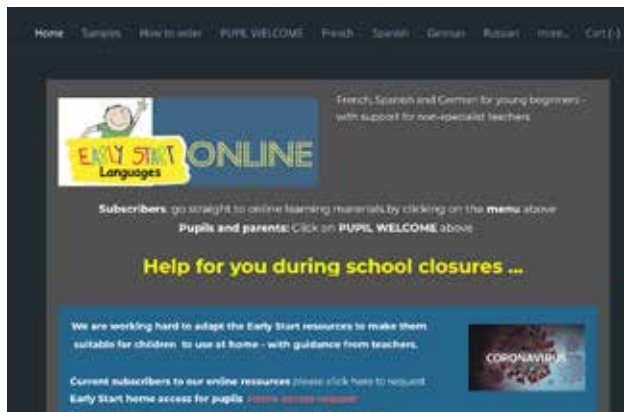 Home Samples How to order PUPIL WELCOME French Spanish German Russian more... Cart (-)
French, Spanish and German for young beginners -
with support for non-specialist teachers
EARLY START
Languages
ONLINE
Subscribers, go straight to online learning materials by clicking on the menu above
Pupils and parents: Click on PUPIL WELCOME above
Help for you during school closures ...
We are working hard to adapt the Early Start resources to make them
suitable for children to use at home - with guidance from teachers.
CORONAVIRUS
Current subscribers to our online resources please click here to request
Early Start home access for pupils Home access request